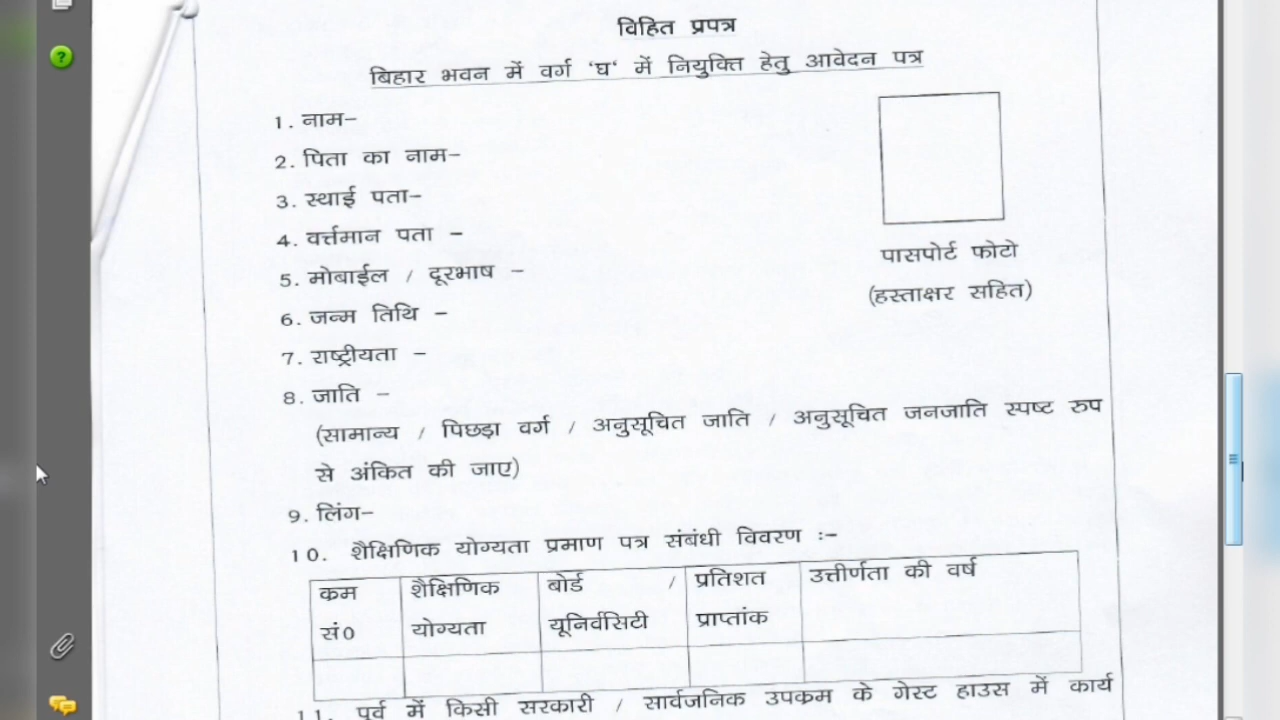 विहित प्रपत्र
बिहार भवन में वर्ग 'घ' में नियुक्ति हेतु आवेदन पत्र
1. नाम-
2. पिता का नाम-
3. स्थाई पता-
4. वर्त्तमान पता -
5. मोबाईल / दूरभाष -
6. जन्म तिथि -
7. राष्ट्रीयता -
8. जाति -
(सामान्य / पिछड़ा वर्ग / अनुसूचित जाति / अनुसूचित जनजाति स्पष्ट रुप
से अंकित की जाए)
9. लिंग-
पासपोर्ट फोटो
(हस्ताक्षर सहित)
10. शैक्षिणिक योग्यता प्रमाण पत्र संबंधी विवरण :-
क्रम शैक्षिणिक बोर्ड / प्रतिशत उत्तीर्णता की वर्ष
सं0 योग्यता यूनिर्वसिटी प्राप्तांक
11. पूर्व में किसी सरकारी / सार्वजनिक उपक्रम के गेस्ट हाउस में कार्य